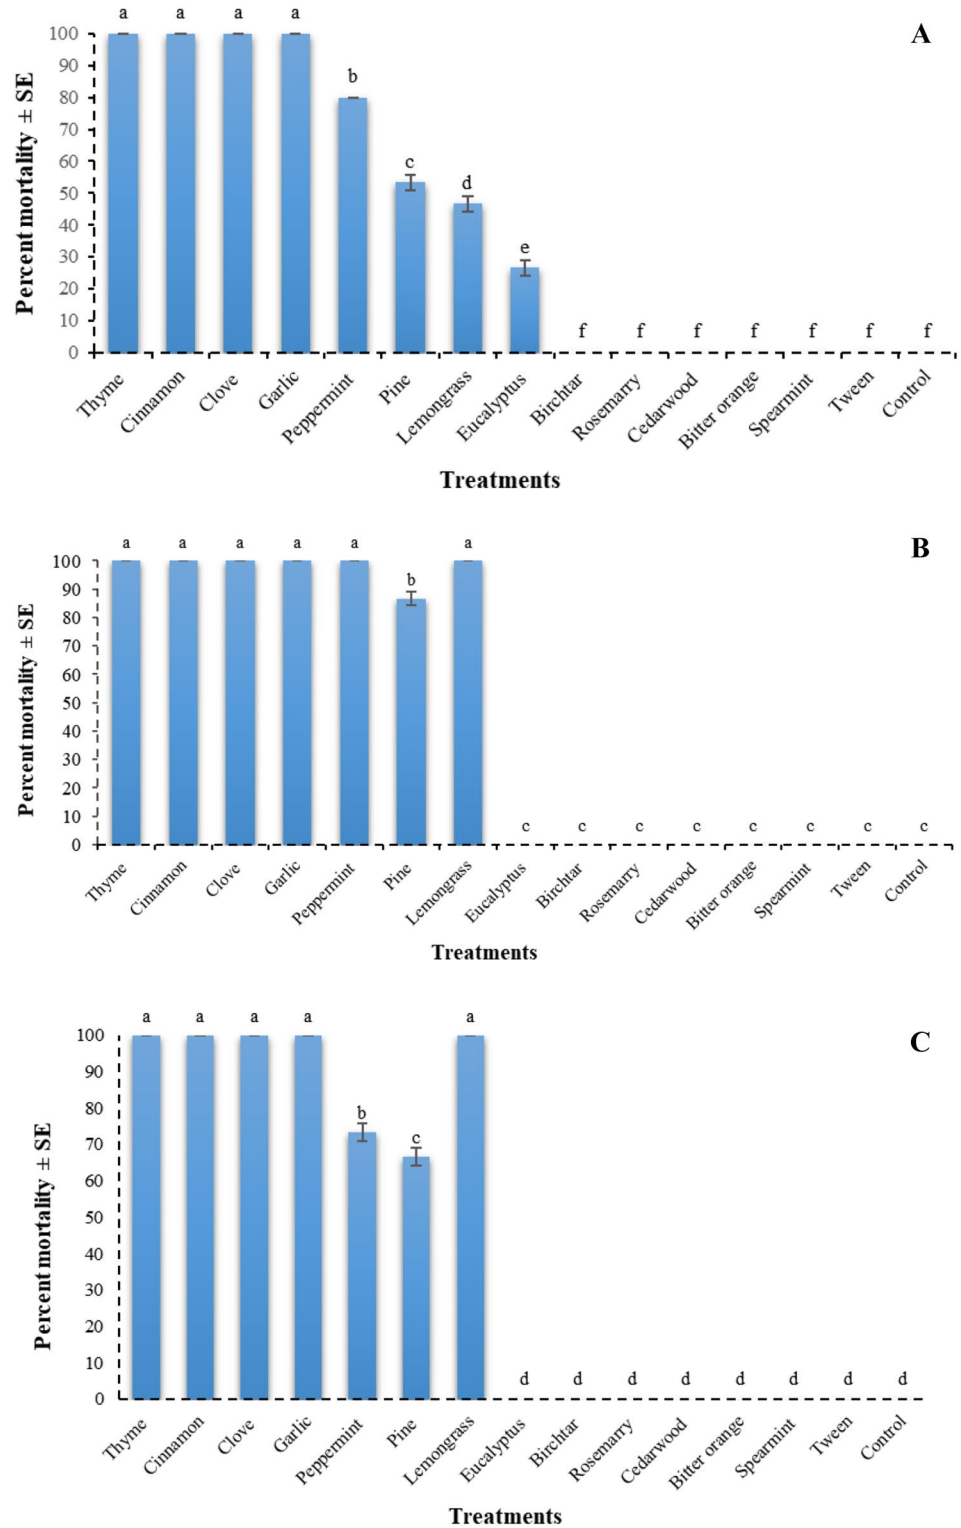 a a a a
A
100
90
80
70
60
50
40
30
20
10
0
Percent mortality ± SE
b
c
d
e
f f f f f f f
Thyme Cinnamon Clove Garlic Peppermint Pine Lemongrass Eucalyptus Birchtar Rosemarry Cedarwood Bitter orange Spearmint Tween Control
Treatments
a a a a a a
B
100
90
80
70
60
50
40
30
20
10
0
Percent mortality ± SE
b
c c c c c c c c
Thyme Cinnamon Clove Garlic Peppermint Pine Lemongrass Eucalyptus Birchtar Rosemarry Cedarwood Bitter orange Spearmint Tween Control
Treatments
a a a a a
C
100
90
80
70
60
50
40
30
20
10
0
Percent mortality ± SE
b
c
d d d d d d d d
Thyme Cinnamon Clove Garlic Peppermint Pine Lemongrass Eucalyptus Birchtar Rosemarry Cedarwood Bitter orange Spearmint Tween Control
Treatments